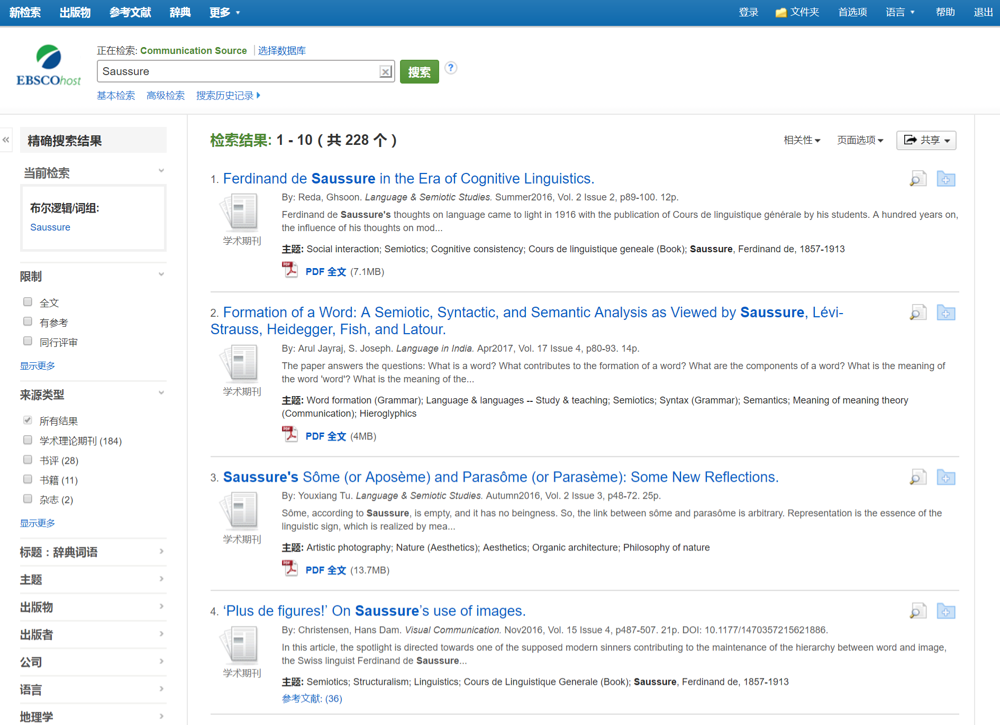 新检索 出版物 参考文献 辞典 更多 登录 文件夹 首选项 语言 帮助 退出
正在检索: Communication Source 选择数据库
EBSCOhost
Saussure 搜索 ?
基本检索 高级检索 搜索历史记录
«
精确搜索结果
当前检索
布尔逻辑/词组:
Saussure
限制
全文
有参考
同行评审
显示更多
来源类型
所有结果
学术理论期刊 (184)
书评 (28)
书籍 (11)
杂志 (2)
显示更多
标题：辞典词语
主题
出版物
出版者
公司
语言
地理学
检索结果: 1 - 10 ( 共 228 个 ) 相关性 页面选项 共享
1. Ferdinand de Saussure in the Era of Cognitive Linguistics.
By: Reda, Ghsoon. Language & Semiotic Studies. Summer2016, Vol. 2 Issue 2, p89-100. 12p.
Ferdinand de Saussure's thoughts on language came to light in 1916 with the publication of Cours de linguistique générale by his students. A hundred years on,
the influence of his thoughts on mod...
学术期刊
主题: Social interaction; Semiotics; Cognitive consistency; Cours de linguistique geneale (Book); Saussure, Ferdinand de, 1857-1913
PDF 全文 (7.1MB)
2. Formation of a Word: A Semiotic, Syntactic, and Semantic Analysis as Viewed by Saussure, Lévi-
Strauss, Heidegger, Fish, and Latour.
By: Arul Jayraj, S. Joseph. Language in India. Apr2017, Vol. 17 Issue 4, p80-93. 14p.
The paper answers the questions: What is a word? What contributes to the formation of a word? What are the components of a word? What is the meaning of
the word 'word'? What is the meaning of the...
学术期刊
主题: Word formation (Grammar); Language & languages -- Study & teaching; Semiotics; Syntax (Grammar); Semantics; Meaning of meaning theory
(Communication); Hieroglyphics
PDF 全文 (4MB)
3. Saussure's Sôme (or Aposème) and Parasôme (or Parasème): Some New Reflections.
By: Youxiang Tu. Language & Semiotic Studies. Autumn2016, Vol. 2 Issue 3, p48-72. 25p.
Sôme, according to Saussure, is empty, and it has no beingness. So, the link between sôme and parasôme is arbitrary. Representation is the essence of the
linguistic sign, which is realized by mea...
学术期刊
主题: Artistic photography; Nature (Aesthetics); Aesthetics; Organic architecture; Philosophy of nature
PDF 全文 (13.7MB)
4. ‘Plus de figures!’ On Saussure’s use of images.
By: Christensen, Hans Dam. Visual Communication. Nov2016, Vol. 15 Issue 4, p487-507. 21p. DOI: 10.1177/1470357215621886.
In this article, the spotlight is directed towards one of the supposed modern sinners contributing to the maintenance of the hierarchy between word and image,
the Swiss linguist Ferdinand de Saussure...
学术期刊
主题: Semiotics; Structuralism; Linguistics; Cours de Linguistique Generale (Book); Saussure, Ferdinand de, 1857-1913
参考文献: (36)